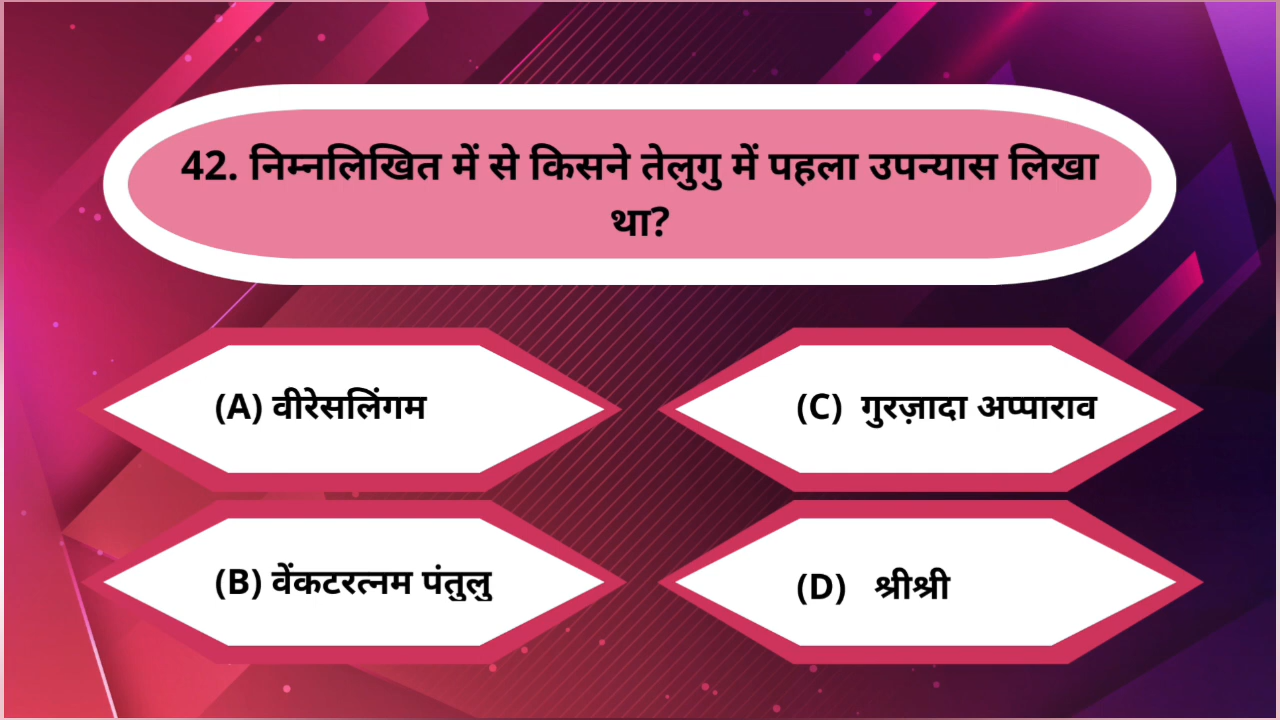 42. निम्नलिखित में से किसने तेलुगु में पहला उपन्यास लिखा
था?
(A) वीरेसलिंगम
(C) गुरज़ादा अप्पाराव
(B) वेंकटरत्नम पंतुलु
(D) श्रीश्री